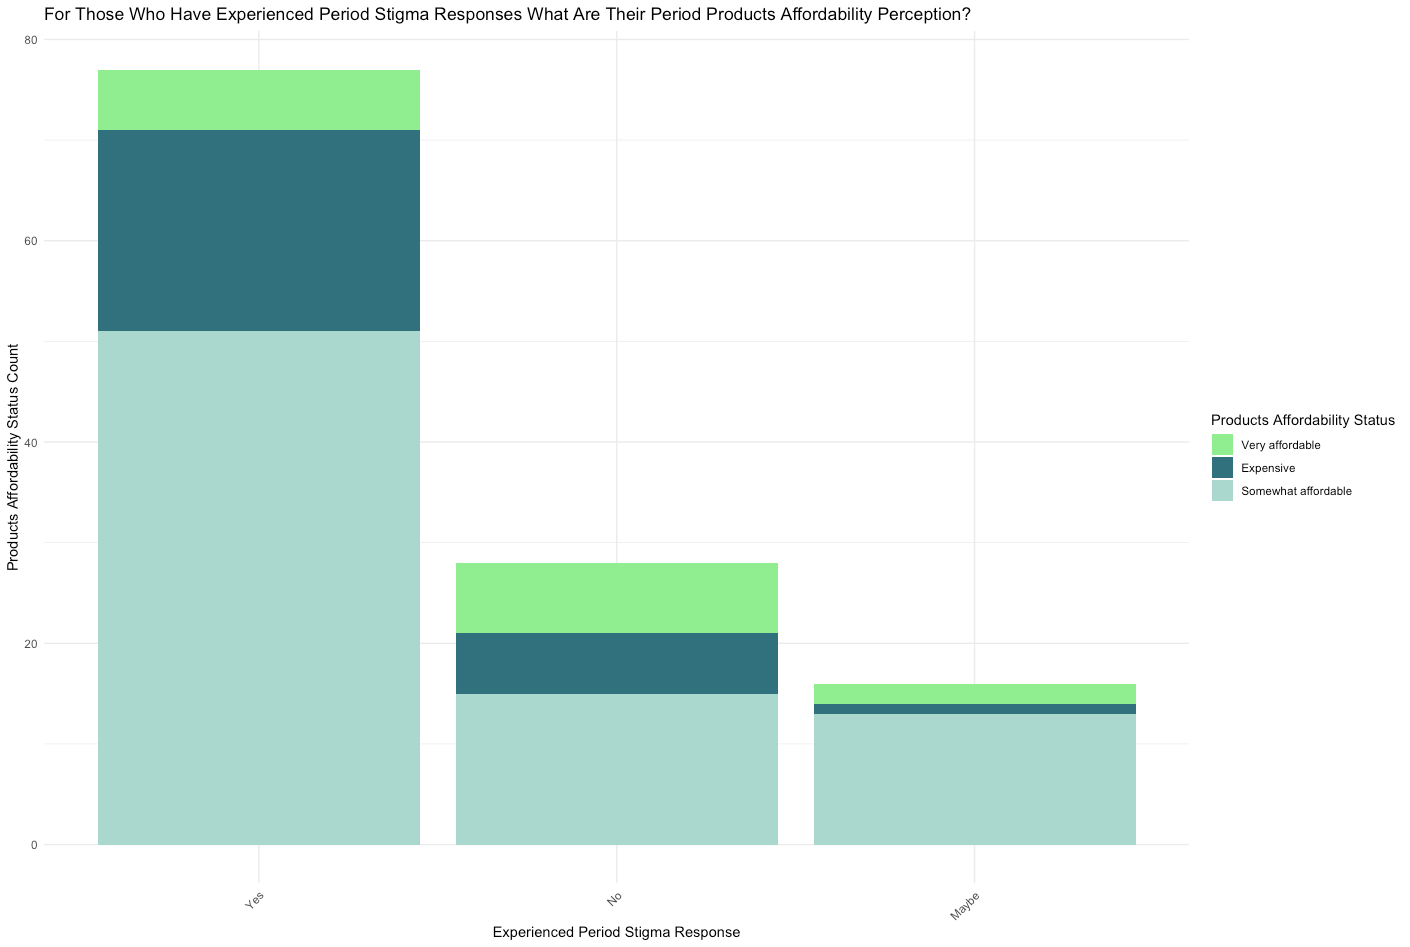 For Those Who Have Experienced Period Stigma Responses What Are Their Period Products Affordability Perception?
80
60
40
20
0
Products Affordability Status Count
Yes
No
Maybe
Experienced Period Stigma Response
Products Affordability Status
Very affordable
Expensive
Somewhat affordable